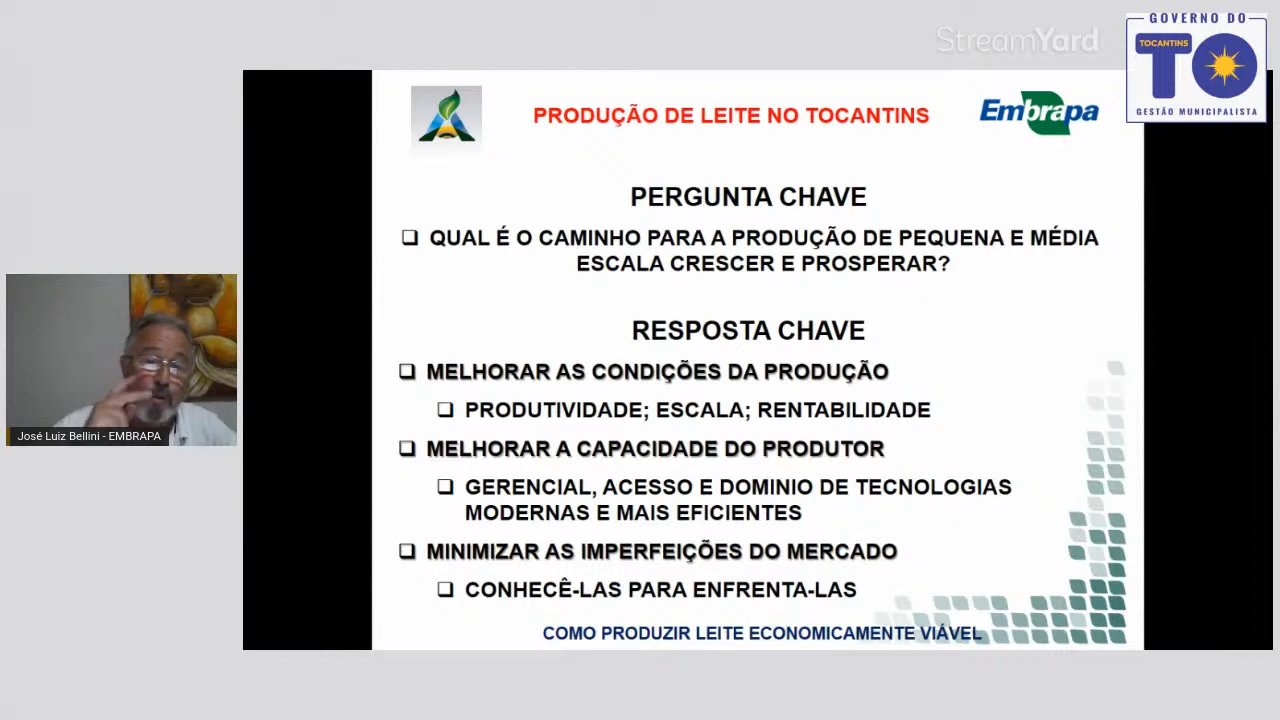 StreamYard
GOVERNO DO
TOCANTINS
TO
GESTÃO MUNICIPALISTA
PRODUÇÃO DE LEITE NO TOCANTINS
Embrapa
PERGUNTA CHAVE
QUAL É O CAMINHO PARA A PRODUÇÃO DE PEQUENA E MÉDIA
ESCALA CRESCER E PROSPERAR?
RESPOSTA CHAVE
MELHORAR AS CONDIÇÕES DA PRODUÇÃO
PRODUTIVIDADE; ESCALA; RENTABILIDADE
MELHORAR A CAPACIDADE DO PRODUTOR
GERENCIAL, ACESSO E DOMINIO DE TECNOLOGIAS
MODERNAS E MAIS EFICIENTES
MINIMIZAR AS IMPERFEIÇÕES DO MERCADO
CONHECÊ-LAS PARA ENFRENTA-LAS
COMO PRODUZIR LEITE ECONOMICAMENTE VIÁVEL
José Luiz Bellini - EMBRAPA